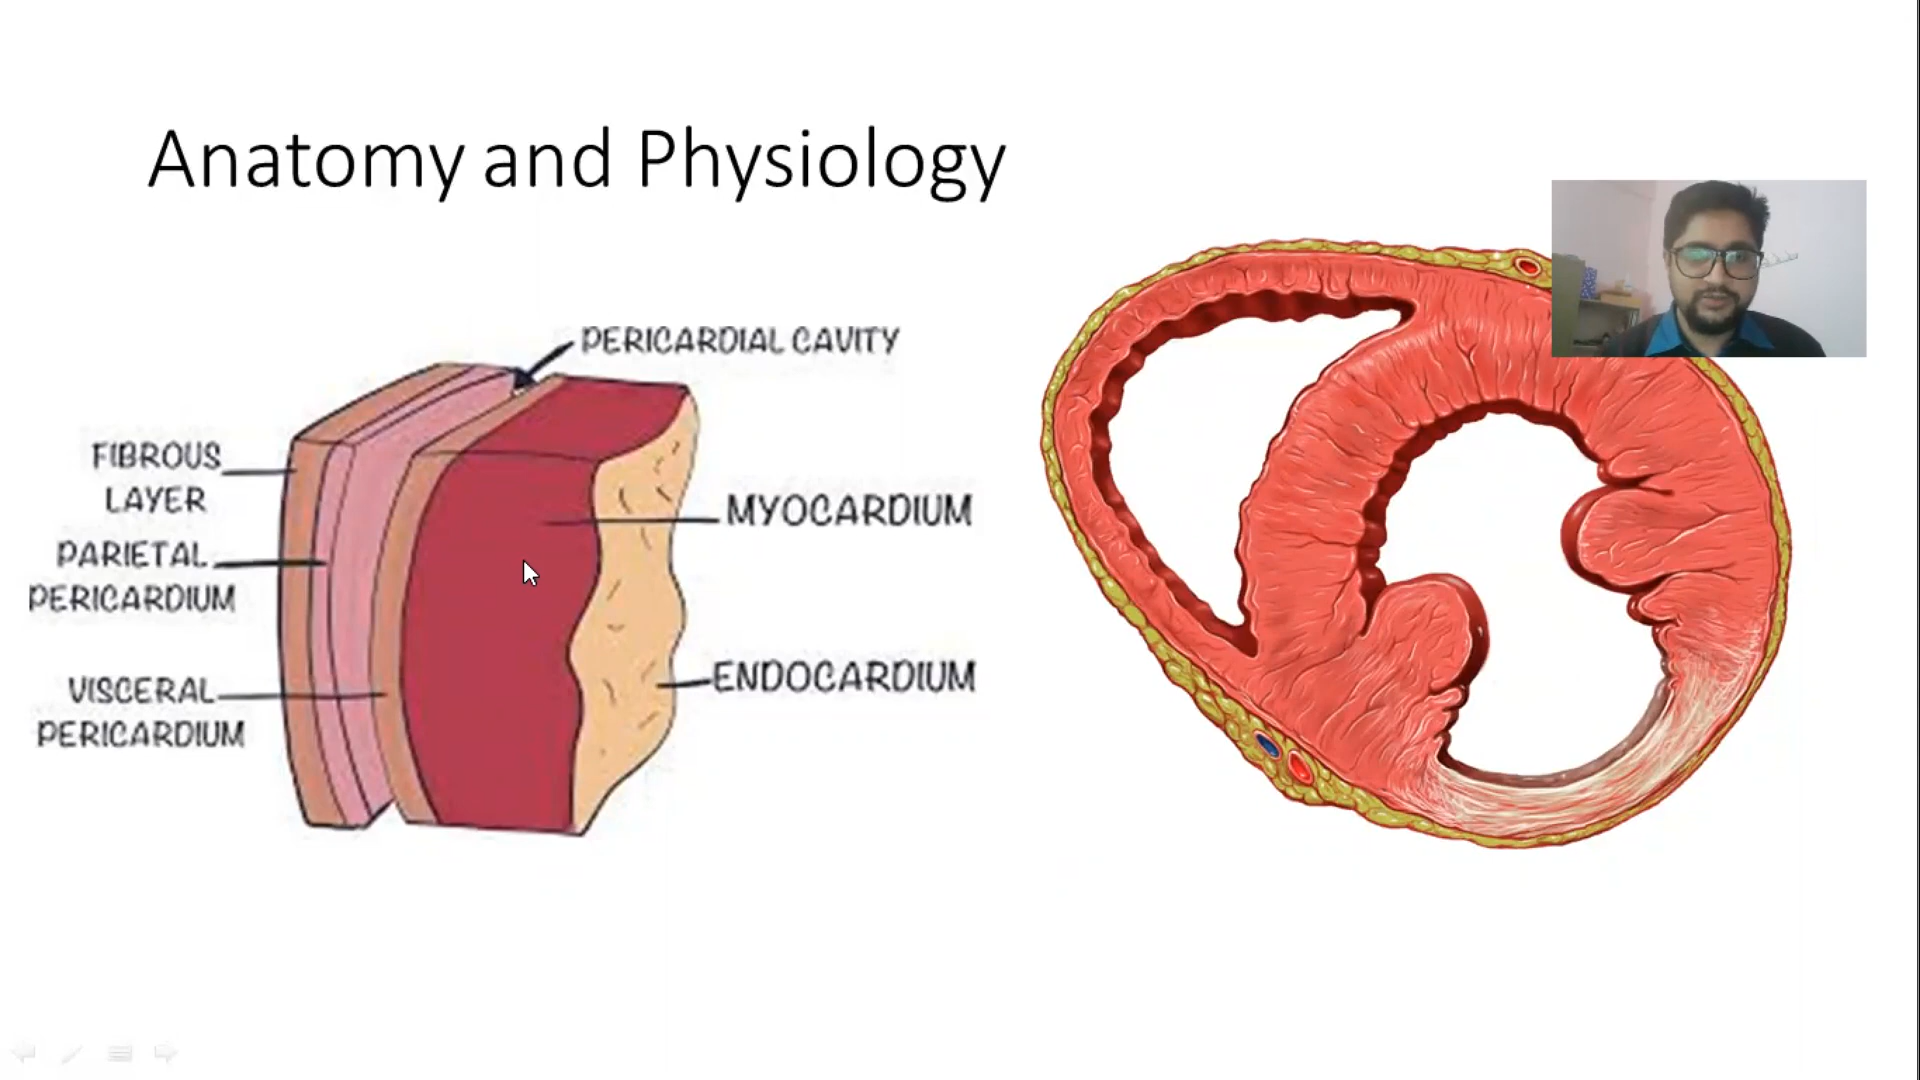 Anatomy and Physiology
PERICARDIAL CAVITY
FIBROUS
LAYER
PARIETAL
PERICARDIUM
VISCERAL
PERICARDIUM
MYOCARDIUM
ENDOCARDIUM